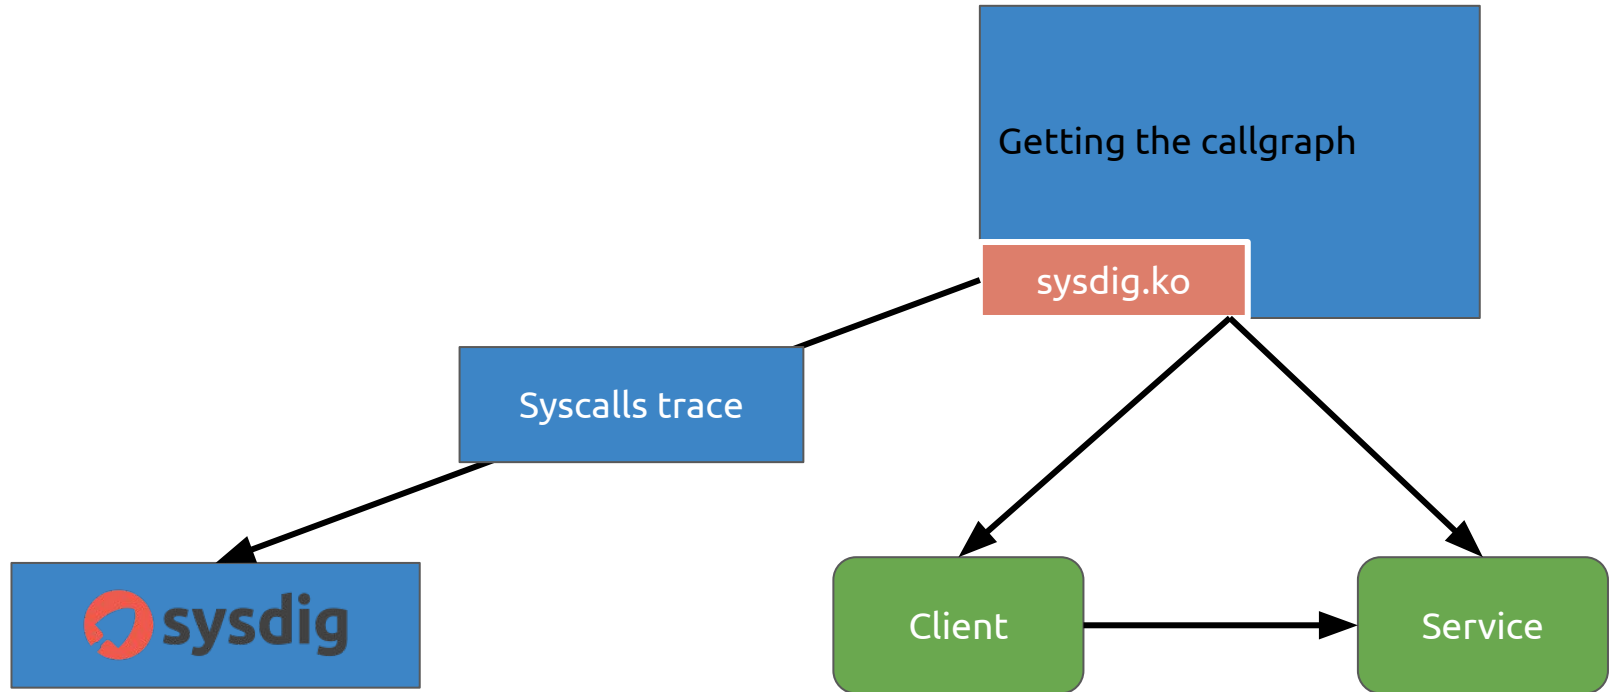 Getting the callgraph
sysdig.ko
Syscalls trace
sysdig
Client
Service